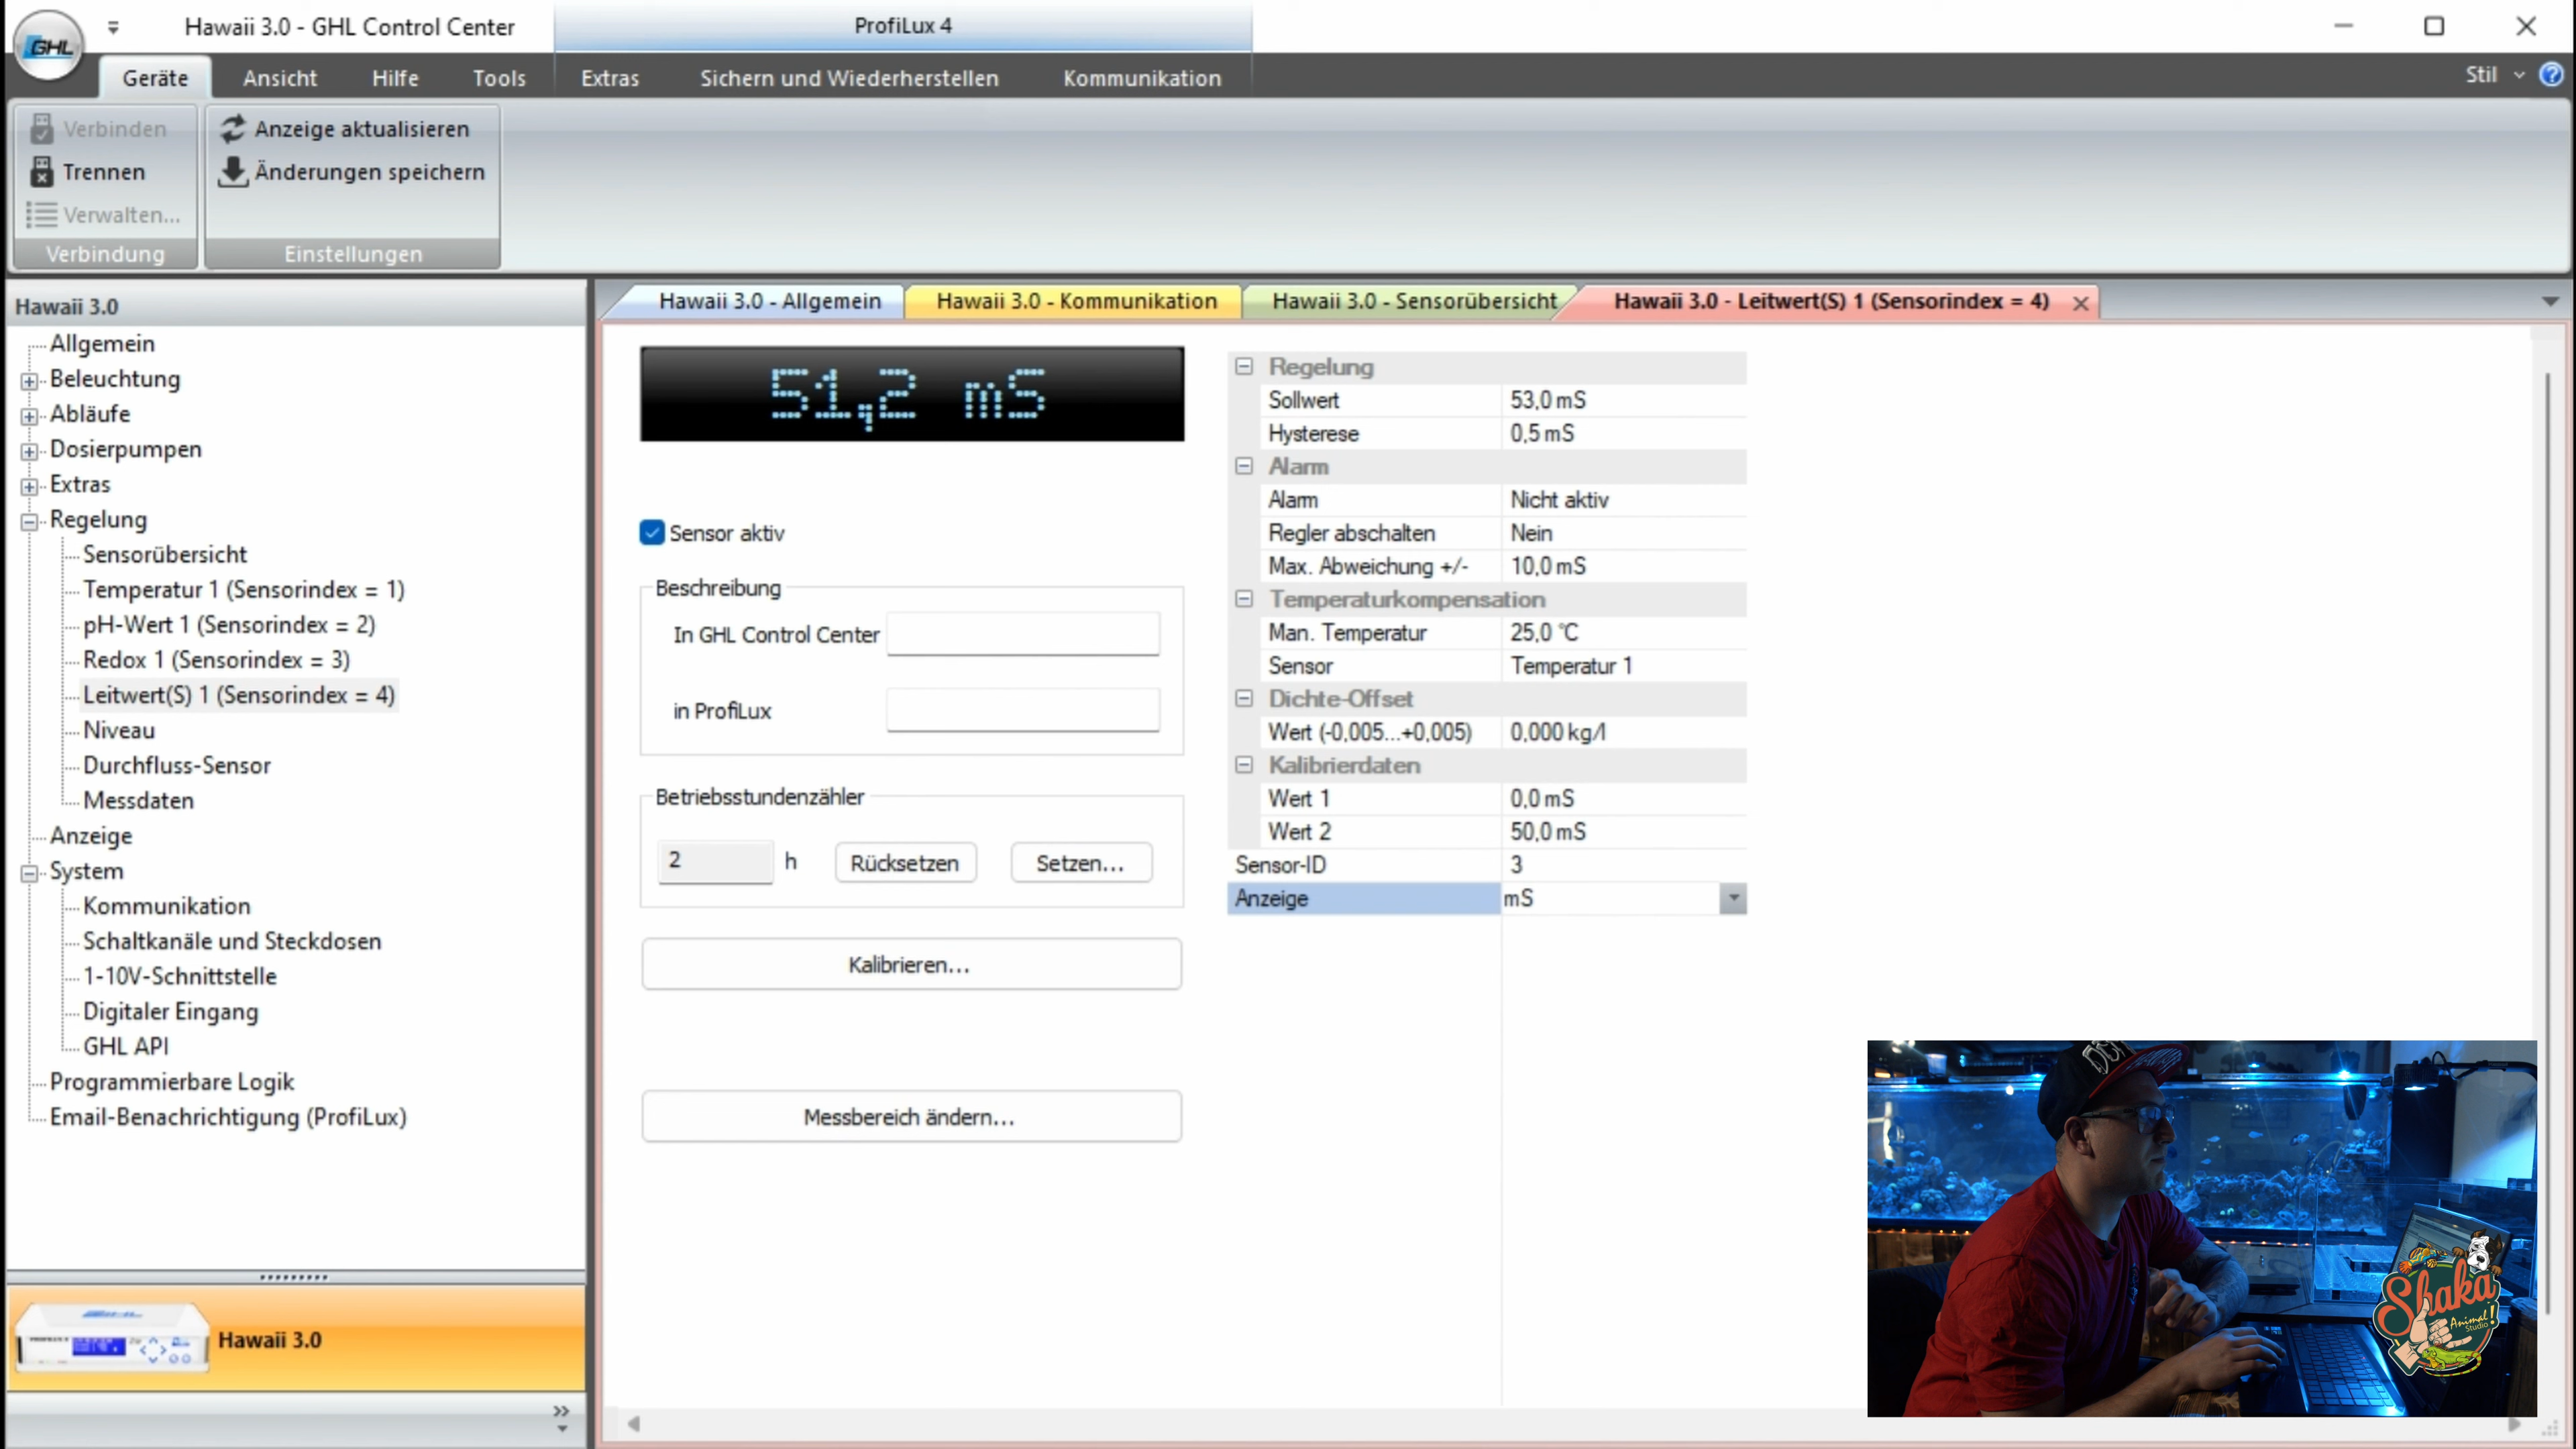 GHL
Hawaii 3.0 - GHL Control Center
ProfiLux 4
Geräte
Ansicht
Hilfe
Tools
Extras
Sichern und Wiederherstellen
Kommunikation
Stil
Verbinden
Trennen
Verwalten...
Verbindung
Anzeige aktualisieren
Änderungen speichern
Einstellungen
Hawaii 3.0
Allgemein
Beleuchtung
Abläufe
Dosierpumpen
Extras
Regelung
Sensorübersicht
Temperatur 1 (Sensorindex = 1)
pH-Wert 1 (Sensorindex = 2)
Redox 1 (Sensorindex = 3)
Leitwert(S) 1 (Sensorindex = 4)
Niveau
Durchfluss-Sensor
Messdaten
Anzeige
System
Kommunikation
Schaltkanäle und Steckdosen
1-10V-Schnittstelle
Digitaler Eingang
GHL API
Programmierbare Logik
Email-Benachrichtigung (ProfiLux)
Hawaii 3.0
Hawaii 3.0 - Allgemein
Hawaii 3.0 - Kommunikation
Hawaii 3.0 - Sensorübersicht
Hawaii 3.0 - Leitwert(S) 1 (Sensorindex = 4)
51,2 mS
Sensor aktiv
Beschreibung
In GHL Control Center
in ProfiLux
Betriebsstundenzähler
2 h Rücksetzen Setzen...
Kalibrieren...
Messbereich ändern...
Regelung
Sollwert 53,0 mS
Hysterese 0,5 mS
Alarm
Alarm Nicht aktiv
Regler abschalten Nein
Max. Abweichung +/- 10,0 mS
Temperaturkompensation
Man. Temperatur 25,0 °C
Sensor Temperatur 1
Dichte-Offset
Wert (-0,005...+0,005) 0,000 kg/l
Kalibrierdaten
Wert 1 0,0 mS
Wert 2 50,0 mS
Sensor-ID 3
Anzeige mS
Shaka
Animal
Studio!